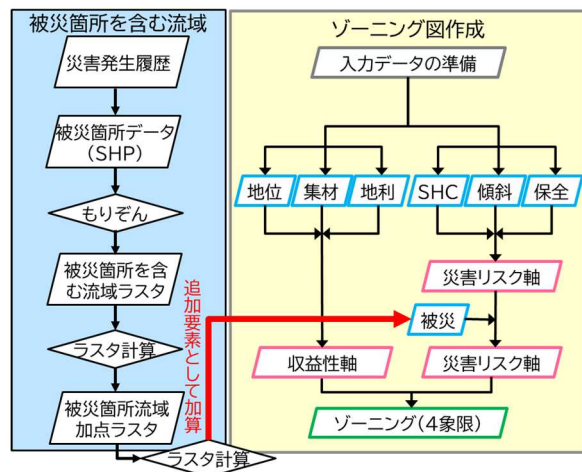 被災箇所を含む流域
災害発生履歴
被災箇所データ
(SHP)
もりぞん
被災箇所を含
む流域ラスタ
ラスタ計算
被災箇所流域
加点ラスタ
ラスタ計算
追加要素として加算
ゾーニング図作成
入力データの準備
地位
集材
地利
SHC
傾斜
保全
災害リスク軸
被災
収益性軸
災害リスク軸
ゾーニング(4象限)